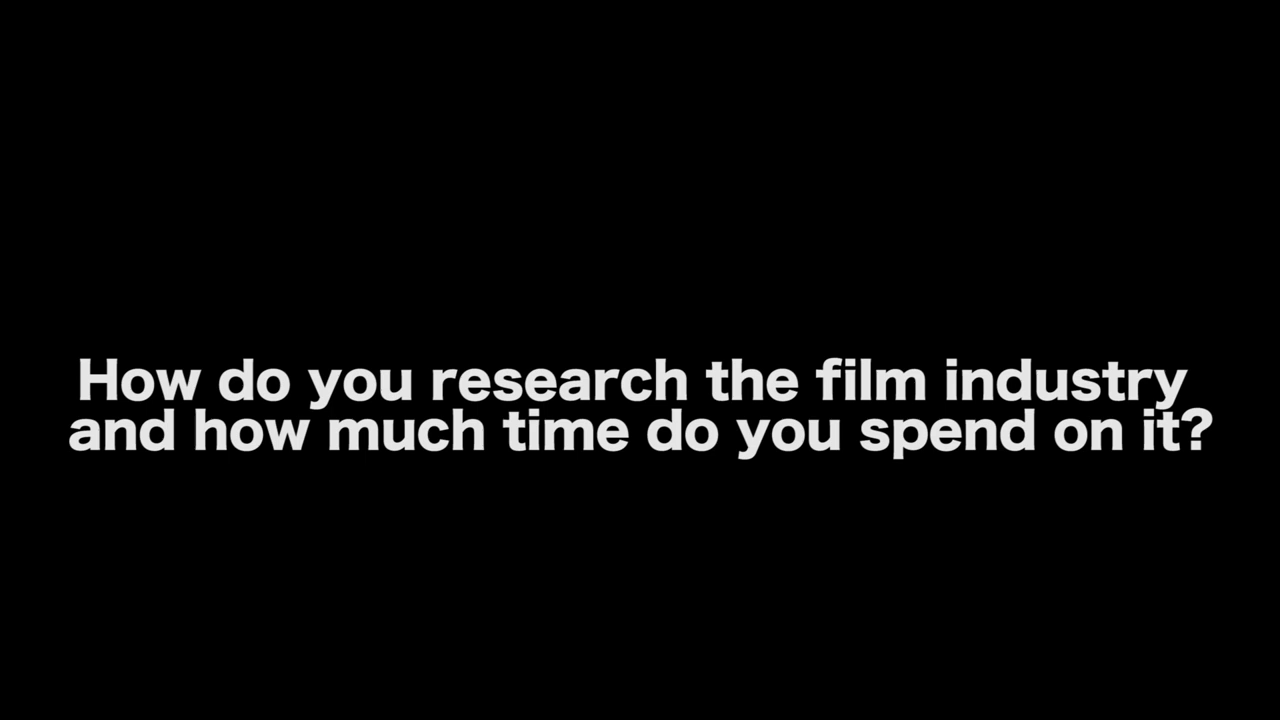 How do you research the film industry
and how much time do you spend on it?